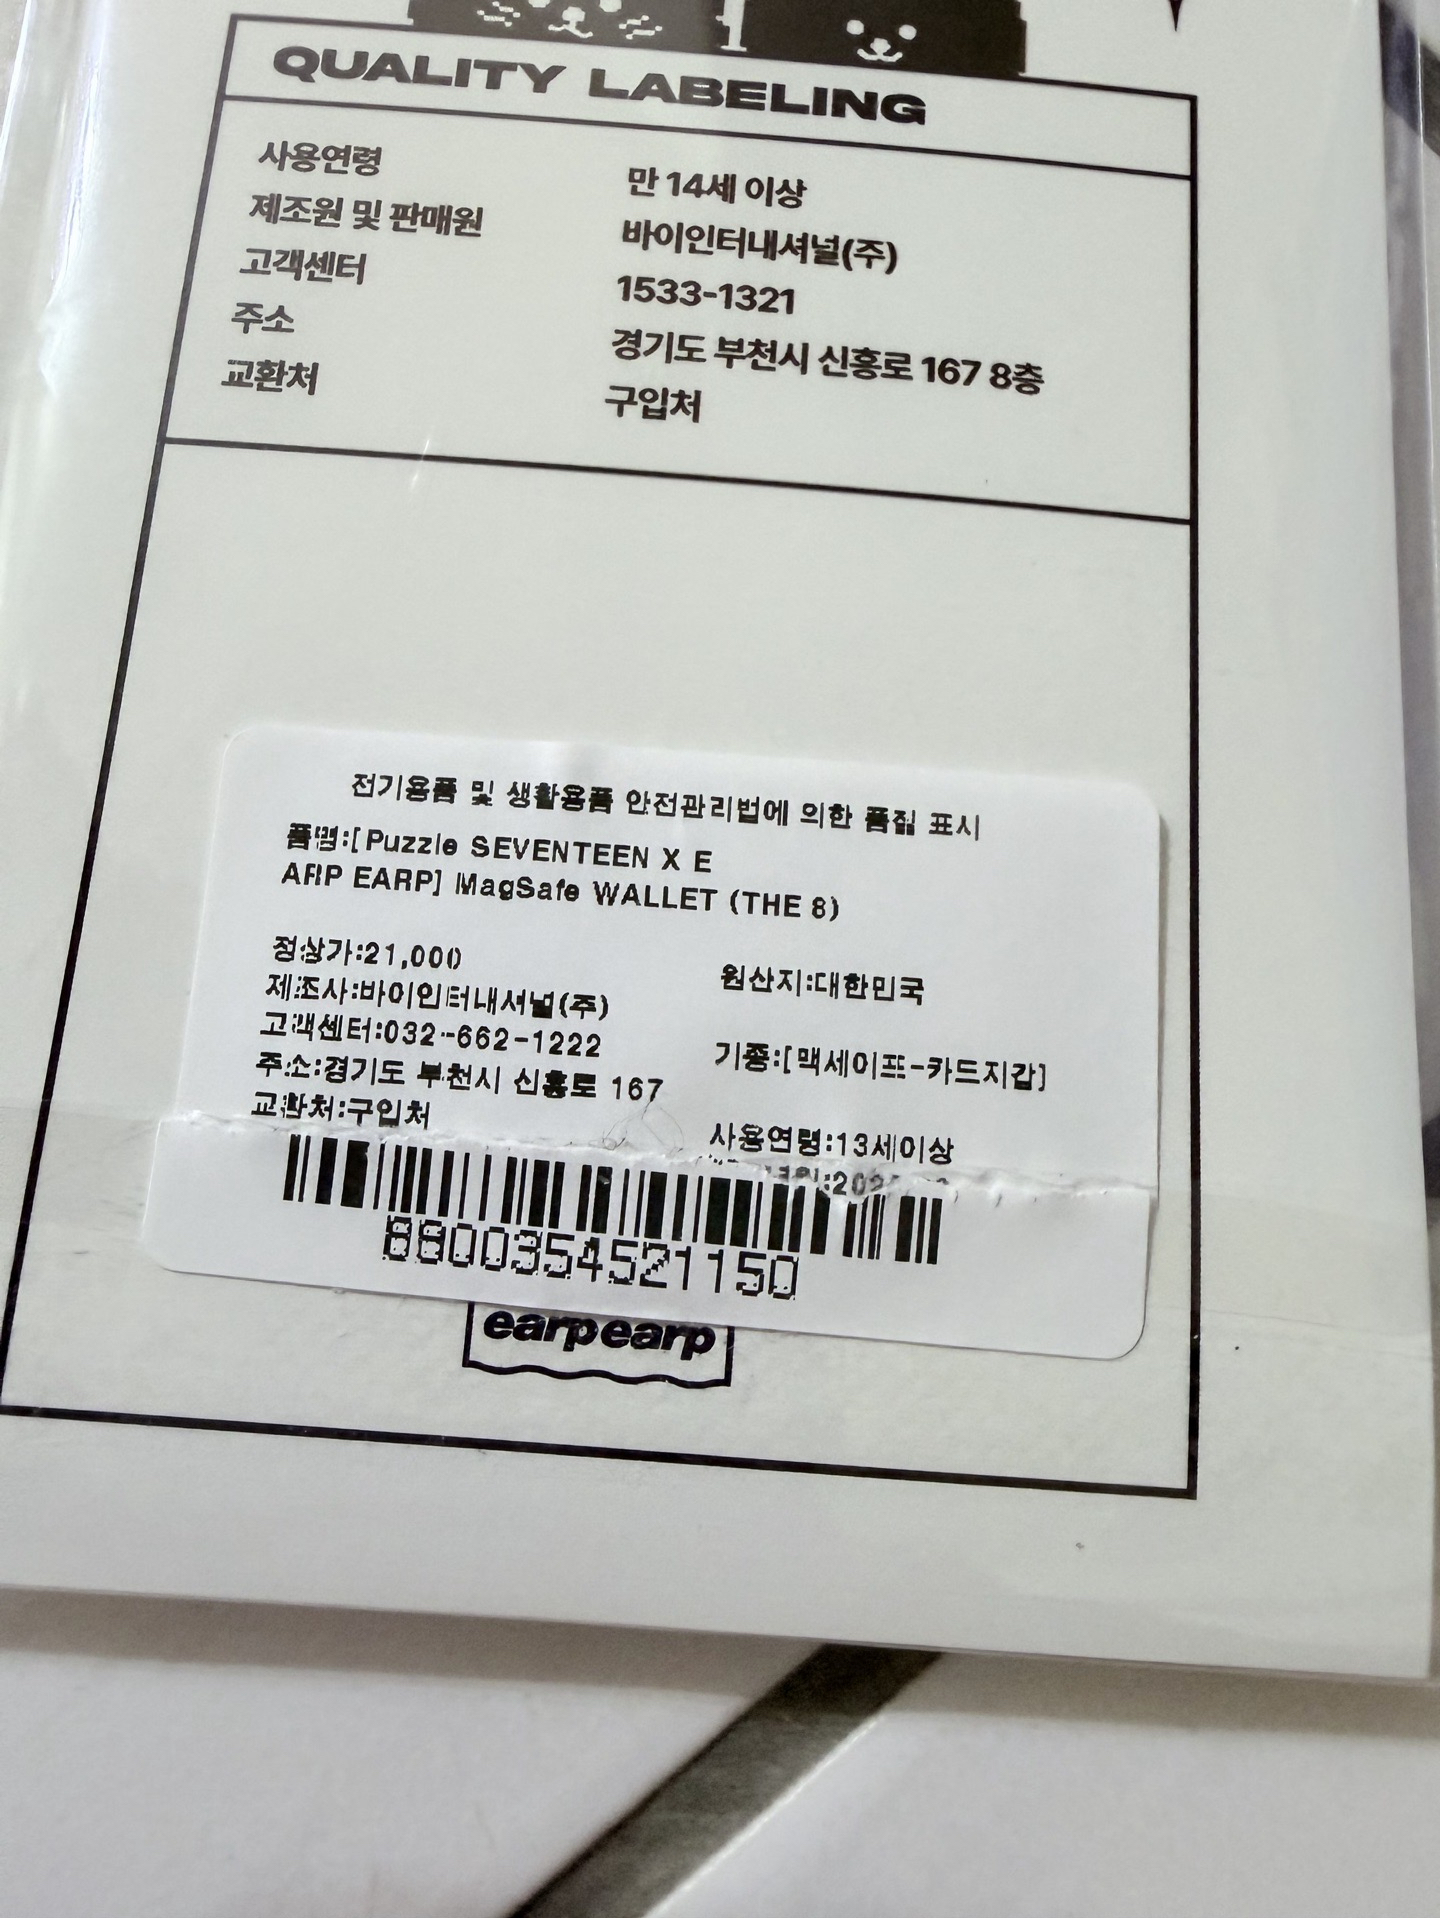 QUALITY LABELING
사용연령 만 14세 이상
제조원 및 판매원 바이인터내셔널(주)
고객센터 1533-1321
주소 경기도 부천시 신흥로 167 8층
교환처 구입처
전기용품 및 생활용품 안전관리법에 의한 품질 표시
품명:[Puzzle SEVENTEEN X E
ARP EARP] MagSafe WALLET (THE 8)
정상가:21,000
원산지:대한민국
제조사:바이인터내셔널(주)
고객센터:032-662-1222
기종:[맥세이프-카드지갑]
주소:경기도 부천시 신흥로 167
교환처:구입처
사용연령:13세이상
8800354521150
earpearp